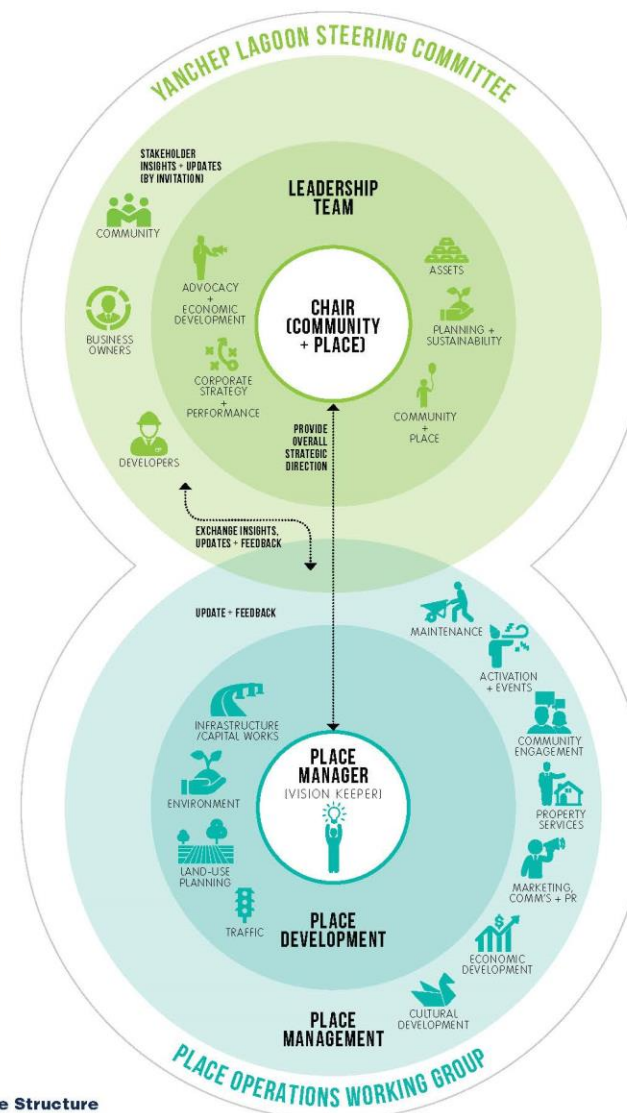 YANCHEP LAGOON STEERING COMMITTEE
STAKEHOLDER
INSIGHTS + UPDATES
(BY INVITATION)
COMMUNITY
BUSINESS
OWNERS
DEVELOPERS
LEADERSHIP
TEAM
ADVOCACY
+
ECONOMIC
DEVELOPMENT
CORPORATE
STRATEGY
+
PERFORMANCE
CHAIR
(COMMUNITY
+ PLACE)
ASSETS
PLANNING +
SUSTAINABILITY
COMMUNITY
+
PLACE
PROVIDE
OVERALL
STRATEGIC
DIRECTION
EXCHANGE INSIGHTS,
UPDATES + FEEDBACK
UPDATE + FEEDBACK
MAINTENANCE
ACTIVATION
+ EVENTS
COMMUNITY
ENGAGEMENT
PROPERTY
SERVICES
MARKETING,
COMM'S + PR
ECONOMIC
DEVELOPMENT
CULTURAL
DEVELOPMENT
INFRASTRUCTURE
/CAPITAL WORKS
ENVIRONMENT
LAND-USE
PLANNING
TRAFFIC
PLACE
MANAGER
(VISION KEEPER)
PLACE
DEVELOPMENT
PLACE
MANAGEMENT
PLACE OPERATIONS WORKING GROUP
e Structure